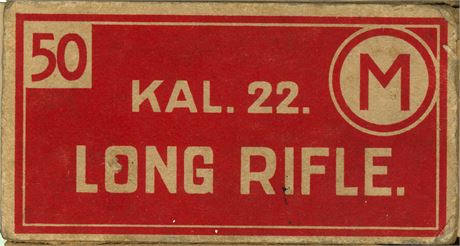 50
M
KAL. 22.
LONG RIFLE.